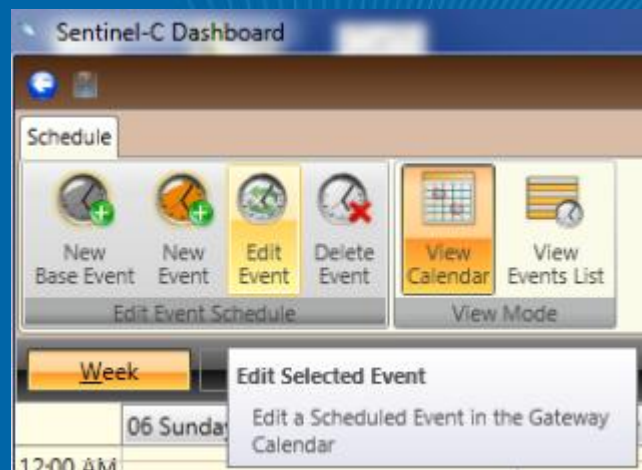 Sentinel-C Dashboard
Schedule
New
Base Event
New
Event
Edit
Event
Delete
Event
View
Calendar
View
Events List
Edit Event Schedule
View Mode
Week
Edit Selected Event
Edit a Scheduled Event in the Gateway
Calendar
06 Sunday
12:00 AM